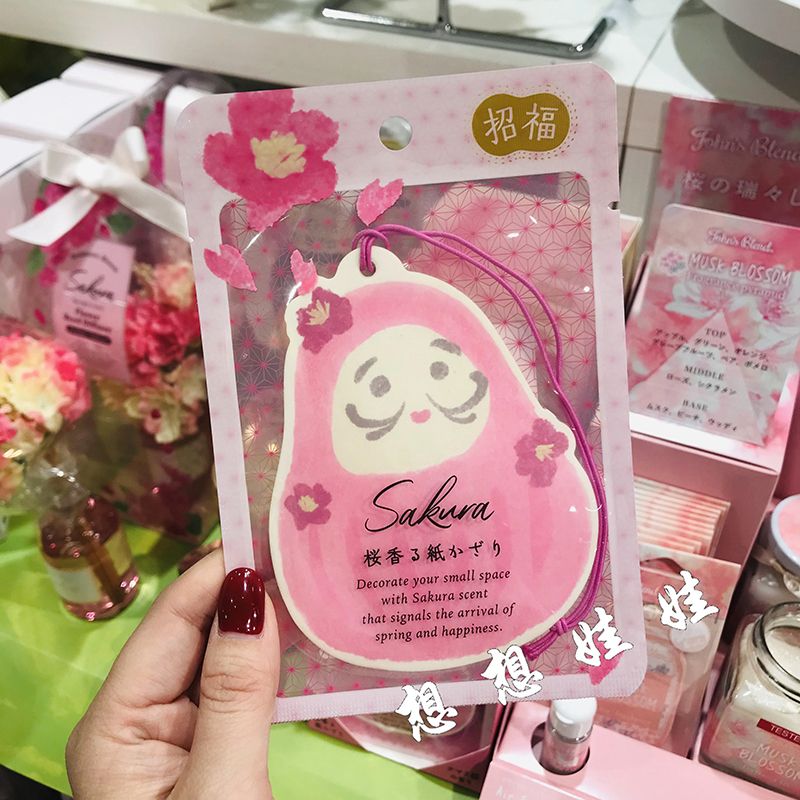 招福
Sakura
桜香る紙かざり
Decorate your small space
with Sakura scent
that signals the arrival of
spring and happiness.
想想娃娃
Sakura
John's Blend
桜の瑞々し
John's Blend
MUSK BLOSSOM
TOP
アップル、グリーン、オレンジ、
グレープフルーツ、ペア、ポメロ
MIDDLE
ローズ、シクラメン
BASE
ムスク、ピーチ、ウッディ
TESTE
MUSK
BLOSSOM